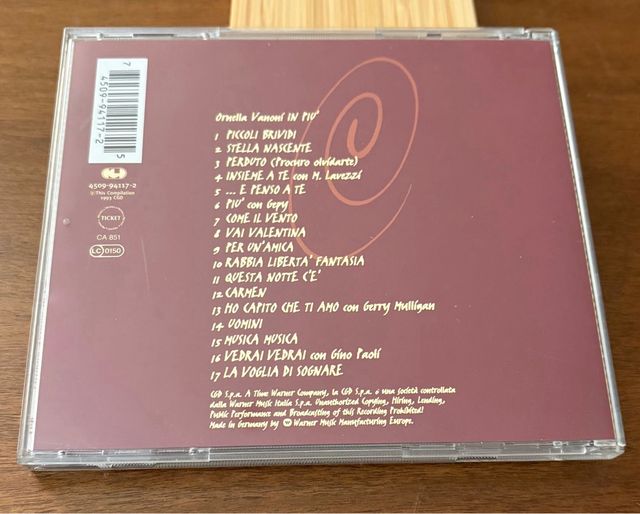 7
4509-94117-2
5
4509-94117-2
℗This Compilation
1993 CGD
TICKET
CA 851
LC 0150
Ornella Vanoni IN PIU'
1 PICCOLI BRIVIDI
2 STELLA NASCENTE
3 PERDUTO (Procuro olvidarte)
4 INSIEME A TE con M. Lavezzi
5 ... E PENSO A TE
6 PIU' con Gepy
7 COME IL VENTO
8 VAI VALENTINA
9 PER UN'AMICA
10 RABBIA LIBERTA' FANTASIA
11 QUESTA NOTTE C'E'
12 CARMEN
13 HO CAPITO CHE TI AMO con Gerry Mulligan
14 UOMINI
15 MUSICA MUSICA
16 VEDRAI VEDRAI con Gino Paoli
17 LA VOGLIA DI SOGNARE
CGD S.p.a. A Time Warner Company, la CGD S.p.a. è una società controllata
dalla Warner Music Italia S.p.a. Unauthorized Copying, Hiring, Lending,
Public Performance and Broadcasting of this Recording Prohibited!
Made in Germany by Warner Music Manufacturing Europe.